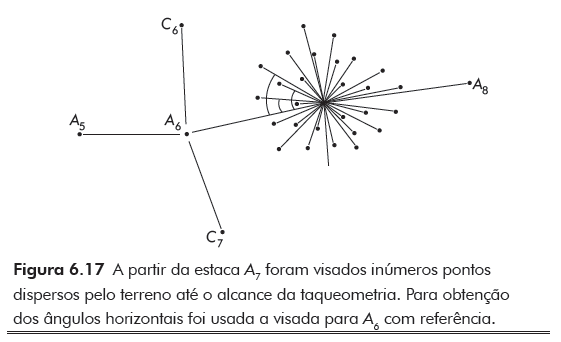 C6
A8
A5
A6
C7
Figura 6.17 A partir da estaca A7 foram visados inúmeros pontos
dispersos pelo terreno até o alcance da taqueometria. Para obtenção
dos ângulos horizontais foi usada a visada para A6 com referência.